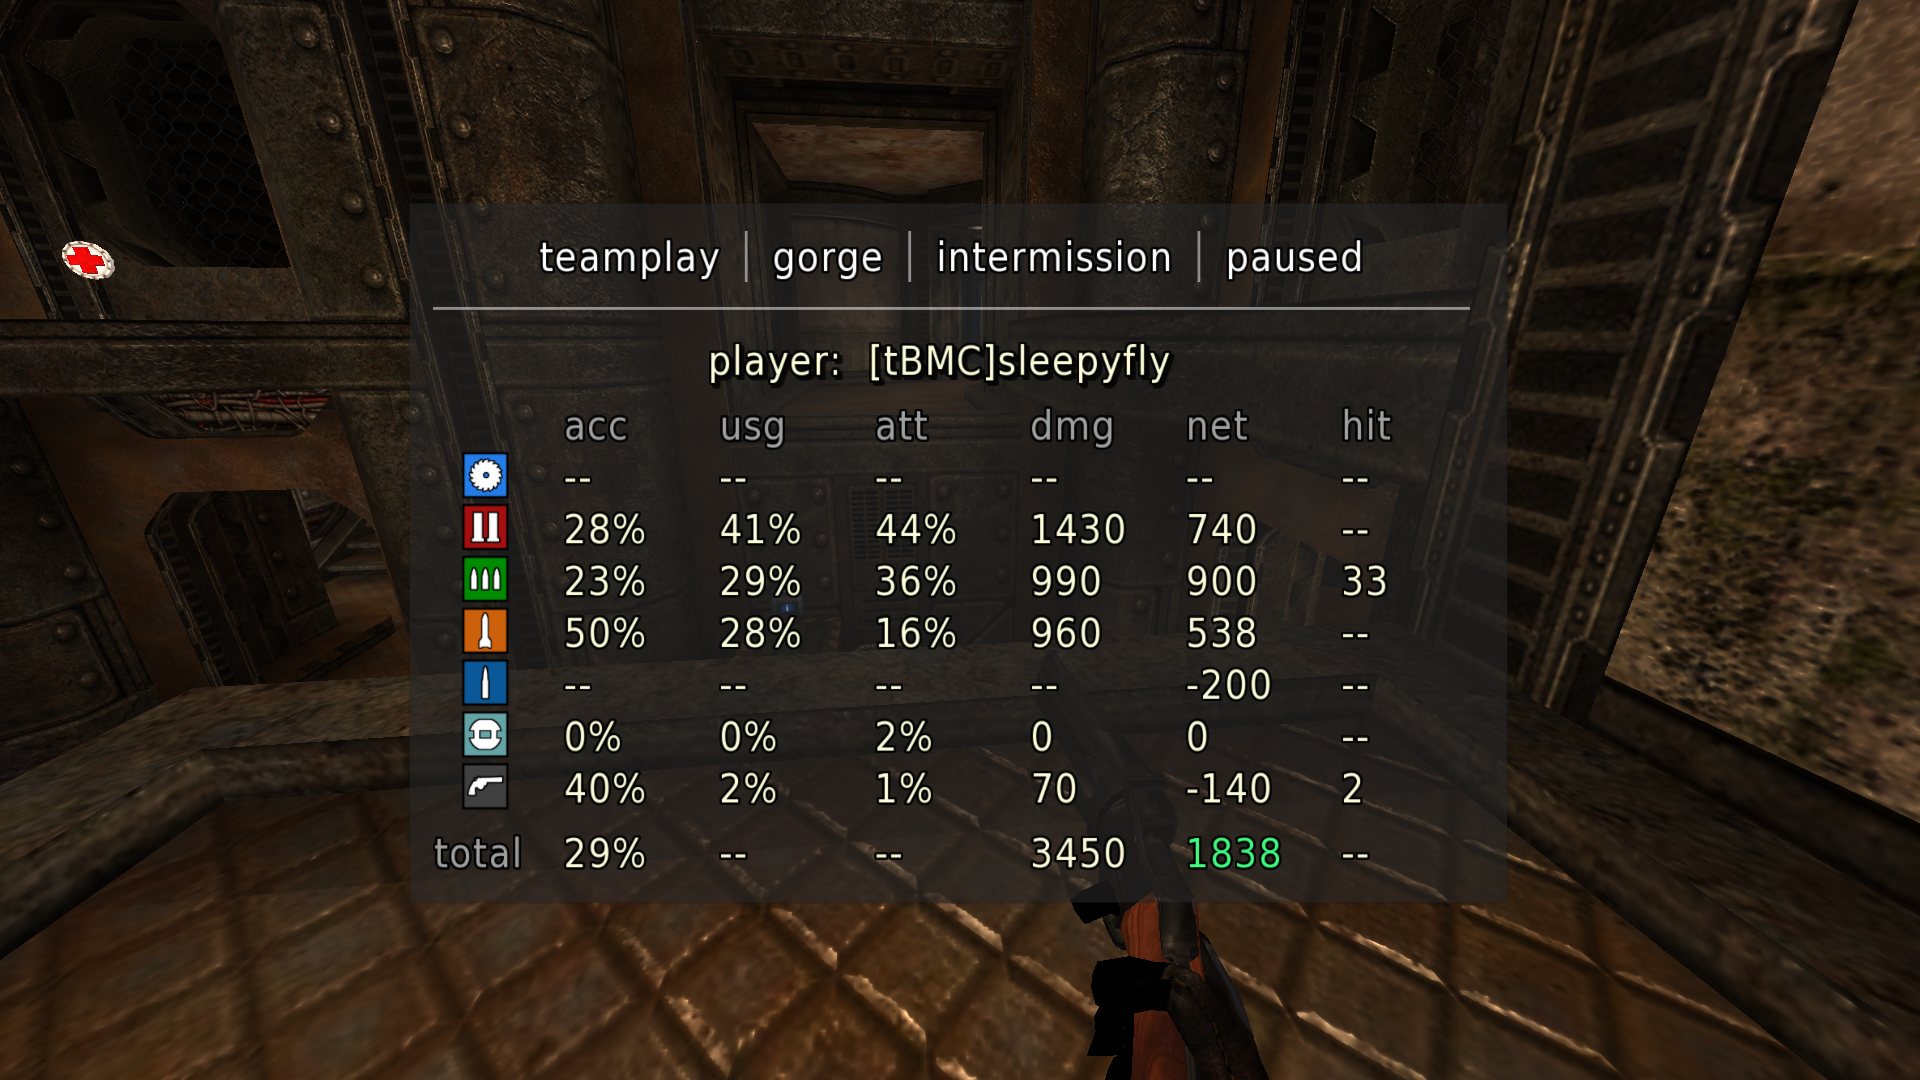 teamplay | gorge | intermission | paused
player: [tBMC]sleepyfly
acc usg att dmg net hit
-- -- -- -- -- --
28% 41% 44% 1430 740 --
23% 29% 36% 990 900 33
50% 28% 16% 960 538 --
-- -- -- -- -200 --
0% 0% 2% 0 0 --
40% 2% 1% 70 -140 2
total 29% -- -- 3450 1838 --